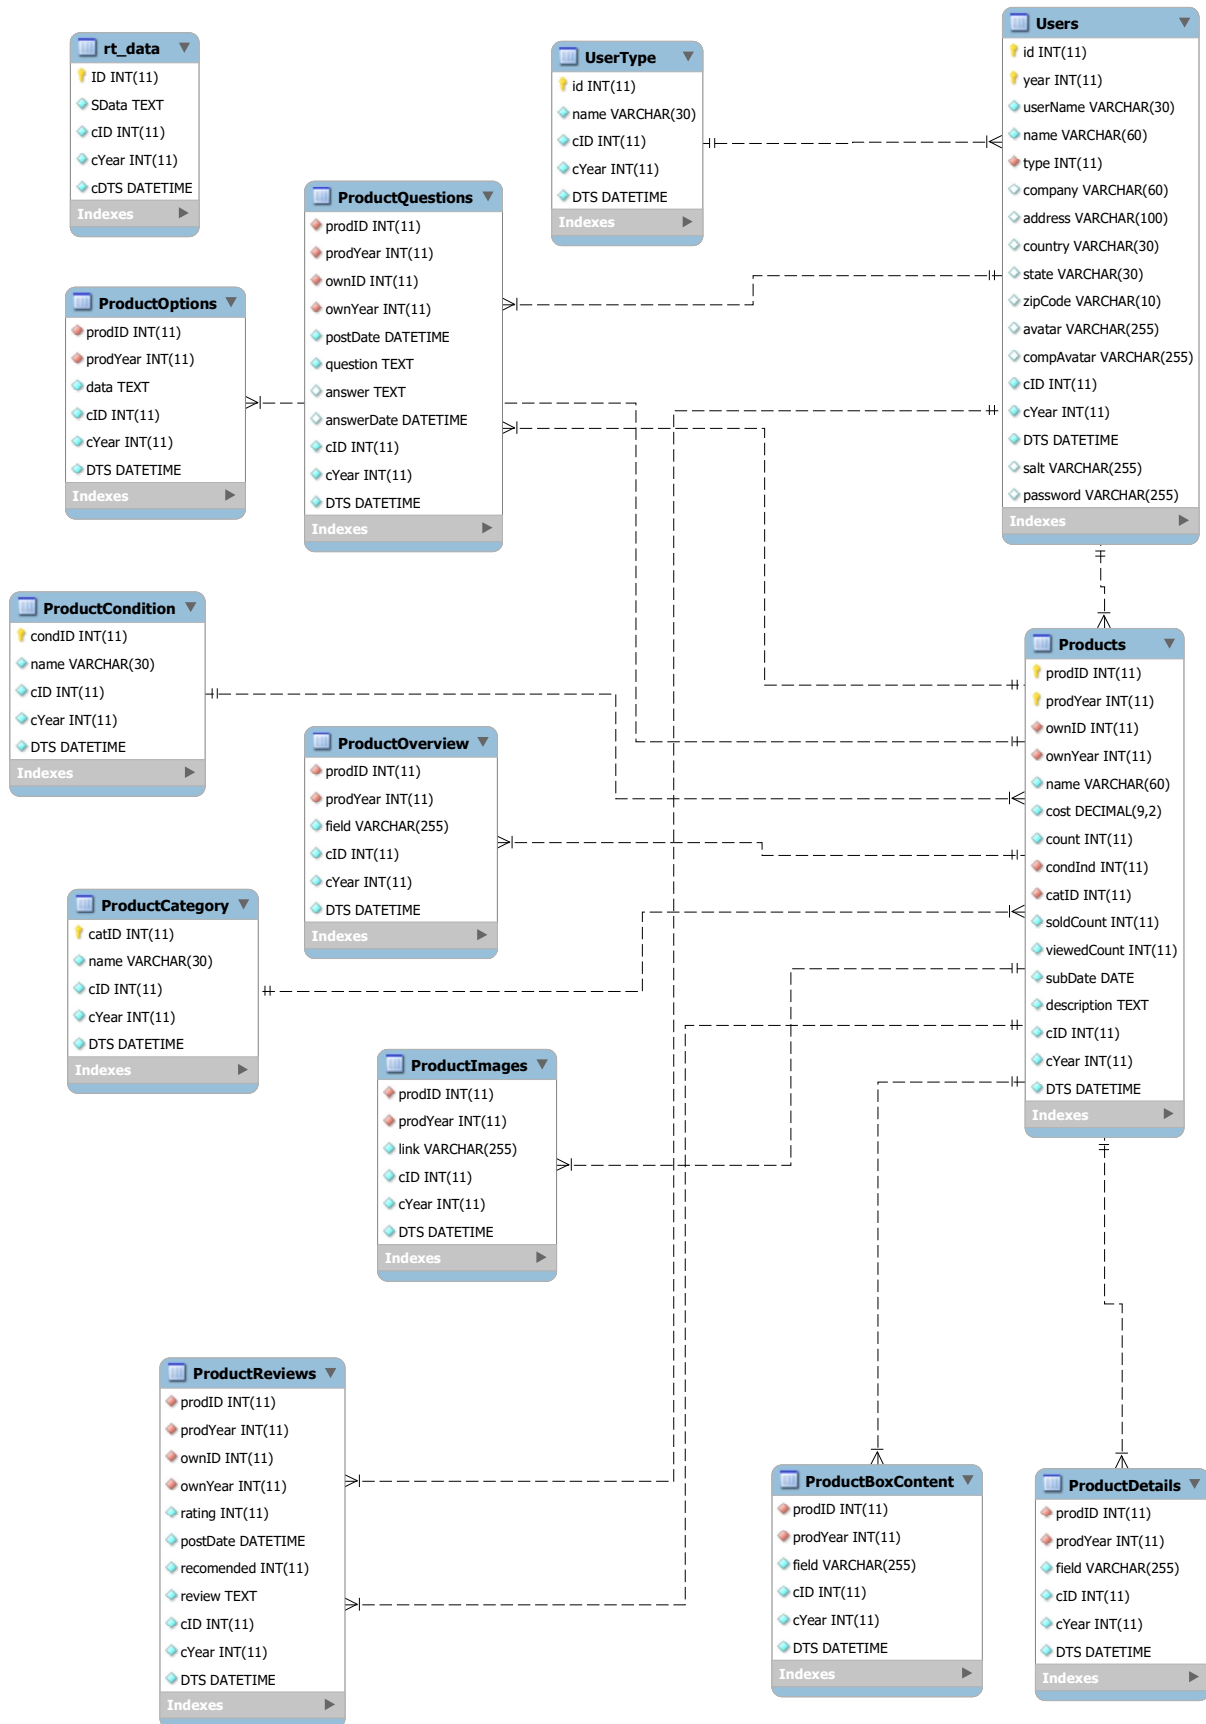 rt_data
ID INT(11)
SData TEXT
cID INT(11)
cYear INT(11)
cDTS DATETIME
Indexes
UserType
id INT(11)
name VARCHAR(30)
cID INT(11)
cYear INT(11)
DTS DATETIME
Indexes
Users
id INT(11)
year INT(11)
userName VARCHAR(30)
name VARCHAR(60)
type INT(11)
company VARCHAR(60)
address VARCHAR(100)
country VARCHAR(30)
state VARCHAR(30)
zipCode VARCHAR(10)
avatar VARCHAR(255)
compAvatar VARCHAR(255)
cID INT(11)
cYear INT(11)
DTS DATETIME
salt VARCHAR(255)
password VARCHAR(255)
Indexes
ProductQuestions
prodID INT(11)
prodYear INT(11)
ownID INT(11)
ownYear INT(11)
postDate DATETIME
question TEXT
answer TEXT
answerDate DATETIME
cID INT(11)
cYear INT(11)
DTS DATETIME
Indexes
ProductOptions
prodID INT(11)
prodYear INT(11)
data TEXT
cID INT(11)
cYear INT(11)
DTS DATETIME
Indexes
ProductCondition
condID INT(11)
name VARCHAR(30)
cID INT(11)
cYear INT(11)
DTS DATETIME
Indexes
Products
prodID INT(11)
prodYear INT(11)
ownID INT(11)
ownYear INT(11)
name VARCHAR(60)
cost DECIMAL(9,2)
count INT(11)
condInd INT(11)
catID INT(11)
soldCount INT(11)
viewedCount INT(11)
subDate DATE
description TEXT
cID INT(11)
cYear INT(11)
DTS DATETIME
Indexes
ProductOverview
prodID INT(11)
prodYear INT(11)
field VARCHAR(255)
cID INT(11)
cYear INT(11)
DTS DATETIME
Indexes
ProductCategory
catID INT(11)
name VARCHAR(30)
cID INT(11)
cYear INT(11)
DTS DATETIME
Indexes
ProductImages
prodID INT(11)
prodYear INT(11)
link VARCHAR(255)
cID INT(11)
cYear INT(11)
DTS DATETIME
Indexes
ProductReviews
prodID INT(11)
prodYear INT(11)
ownID INT(11)
ownYear INT(11)
rating INT(11)
postDate DATETIME
recomended INT(11)
review TEXT
cID INT(11)
cYear INT(11)
DTS DATETIME
Indexes
ProductBoxContent
prodID INT(11)
prodYear INT(11)
field VARCHAR(255)
cID INT(11)
cYear INT(11)
DTS DATETIME
Indexes
ProductDetails
prodID INT(11)
prodYear INT(11)
field VARCHAR(255)
cID INT(11)
cYear INT(11)
DTS DATETIME
Indexes